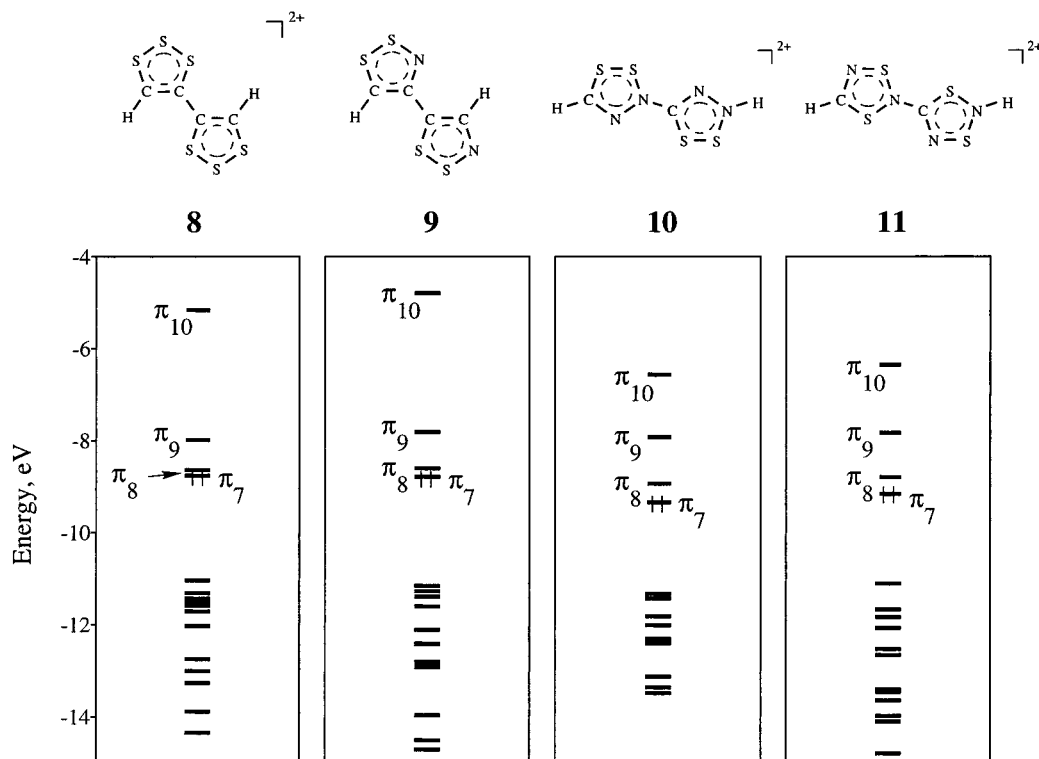 2+ 2+ 2+
S S S C H H C S S S
S S N C H H C S S N
H C S S N N C N N H S S
H C N S N S C S N H N S
8 9 10 11
-4
π10 π10
-6
π10 π10
-8
π9 π9 π9 π9
π8 π7 π8 π7 π8 π7 π8 π7
-10
-12
-14
Energy, eV